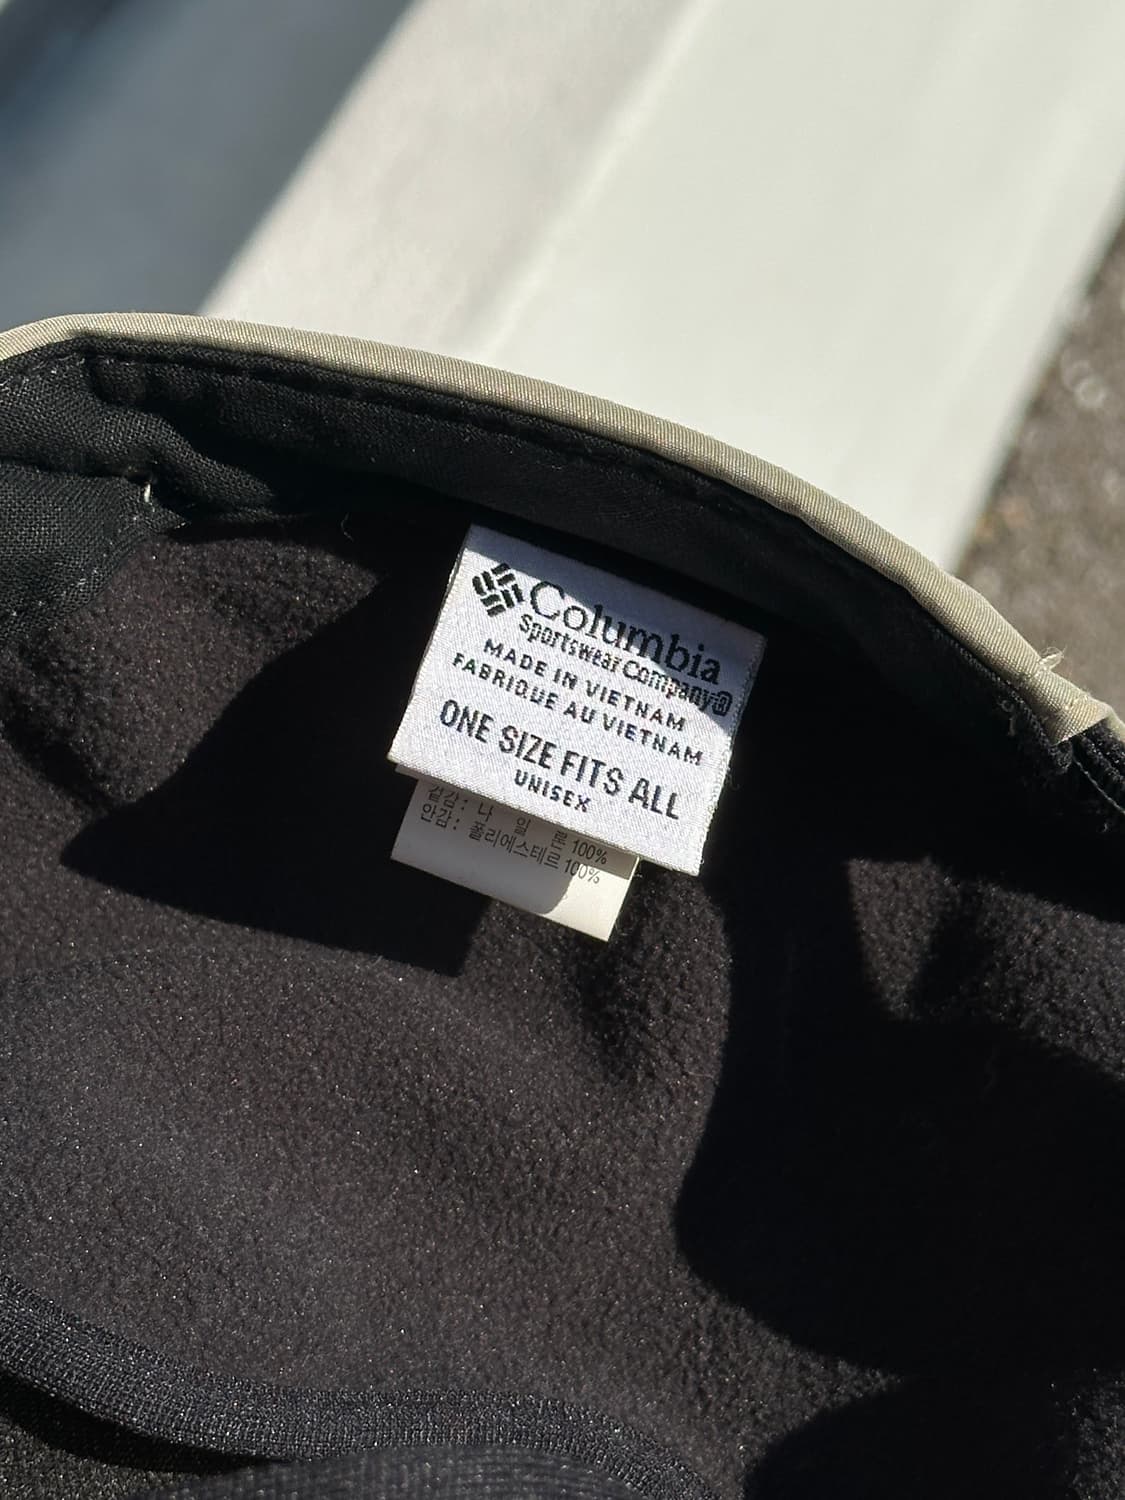 Columbia
Sportswear Company®
MADE IN VIETNAM
FABRIQUE AU VIETNAM
ONE SIZE FITS ALL
UNISEX
겉감: 나 일 론 100%
안감: 폴리에스테르 100%